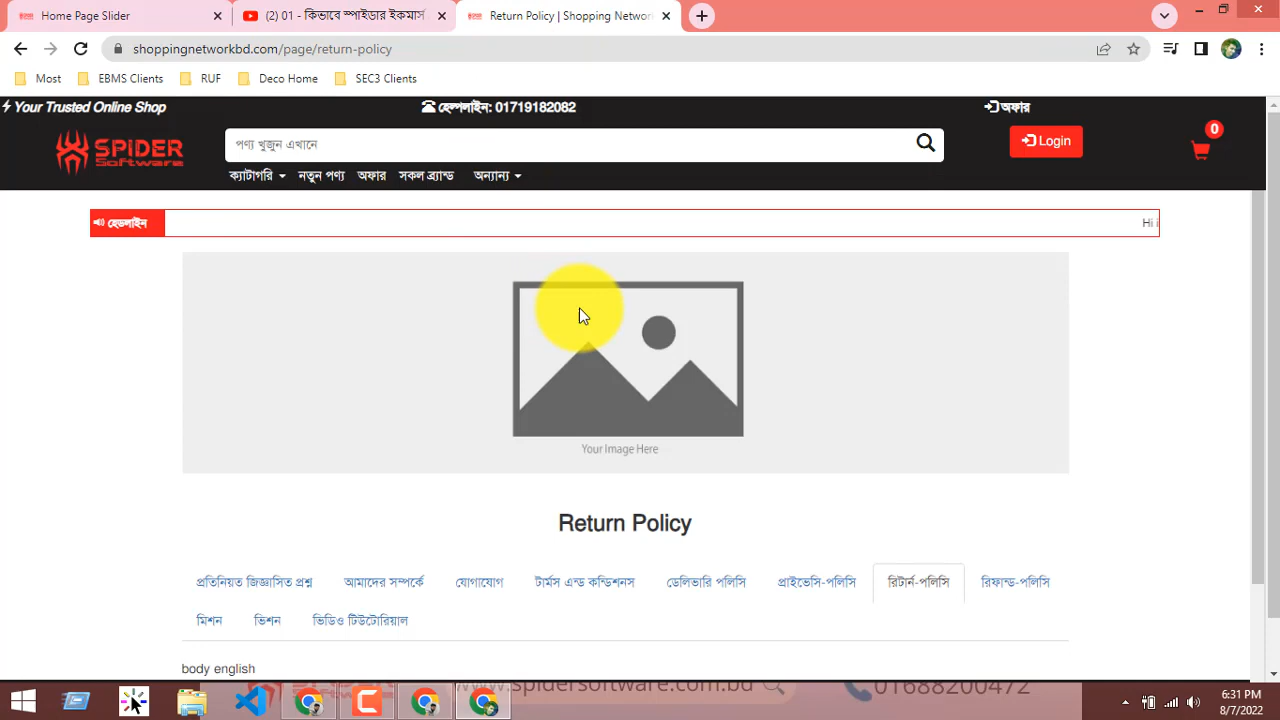 Home Page Slider
(2) 01 - কিভাবে স্পাইডার ইকমার্স
Return Policy | Shopping Networ
shoppingnetworkbd.com/page/return-policy
Most
EBMS Clients
RUF
Deco Home
SEC3 Clients
Your Trusted Online Shop
হেল্পলাইন: 01719182082
অফার
SPIDER
Software
পণ্য খুজুন এখানে
Login
0
ক্যাটাগরি
নতুন পণ্য
অফার
সকল ব্র্যান্ড
অন্যান্য
হেডলাইন
Hi i
Your Image Here
Return Policy
প্রতিনিয়ত জিজ্ঞাসিত প্রশ্ন
আমাদের সম্পর্কে
যোগাযোগ
টার্মস এন্ড কন্ডিশনস
ডেলিভারি পলিসি
প্রাইভেসি-পলিসি
রিটার্ন-পলিসি
রিফান্ড-পলিসি
মিশন
ভিশন
ভিডিও টিউটোরিয়াল
body english
www.spidersoftware.com.bd
01688200472
6:31 PM
8/7/2022